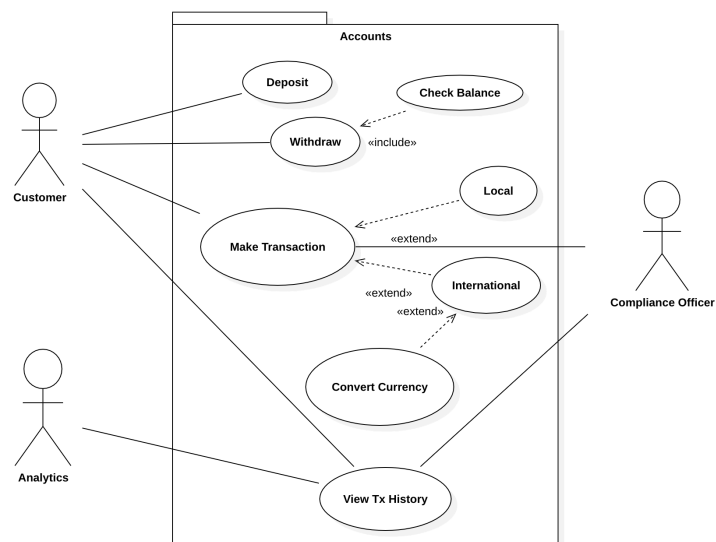 Accounts
Deposit
Check Balance
Withdraw
«include»
Customer
Local
Make Transaction
«extend»
International
«extend»
«extend»
Compliance Officer
Convert Currency
Analytics
View Tx History